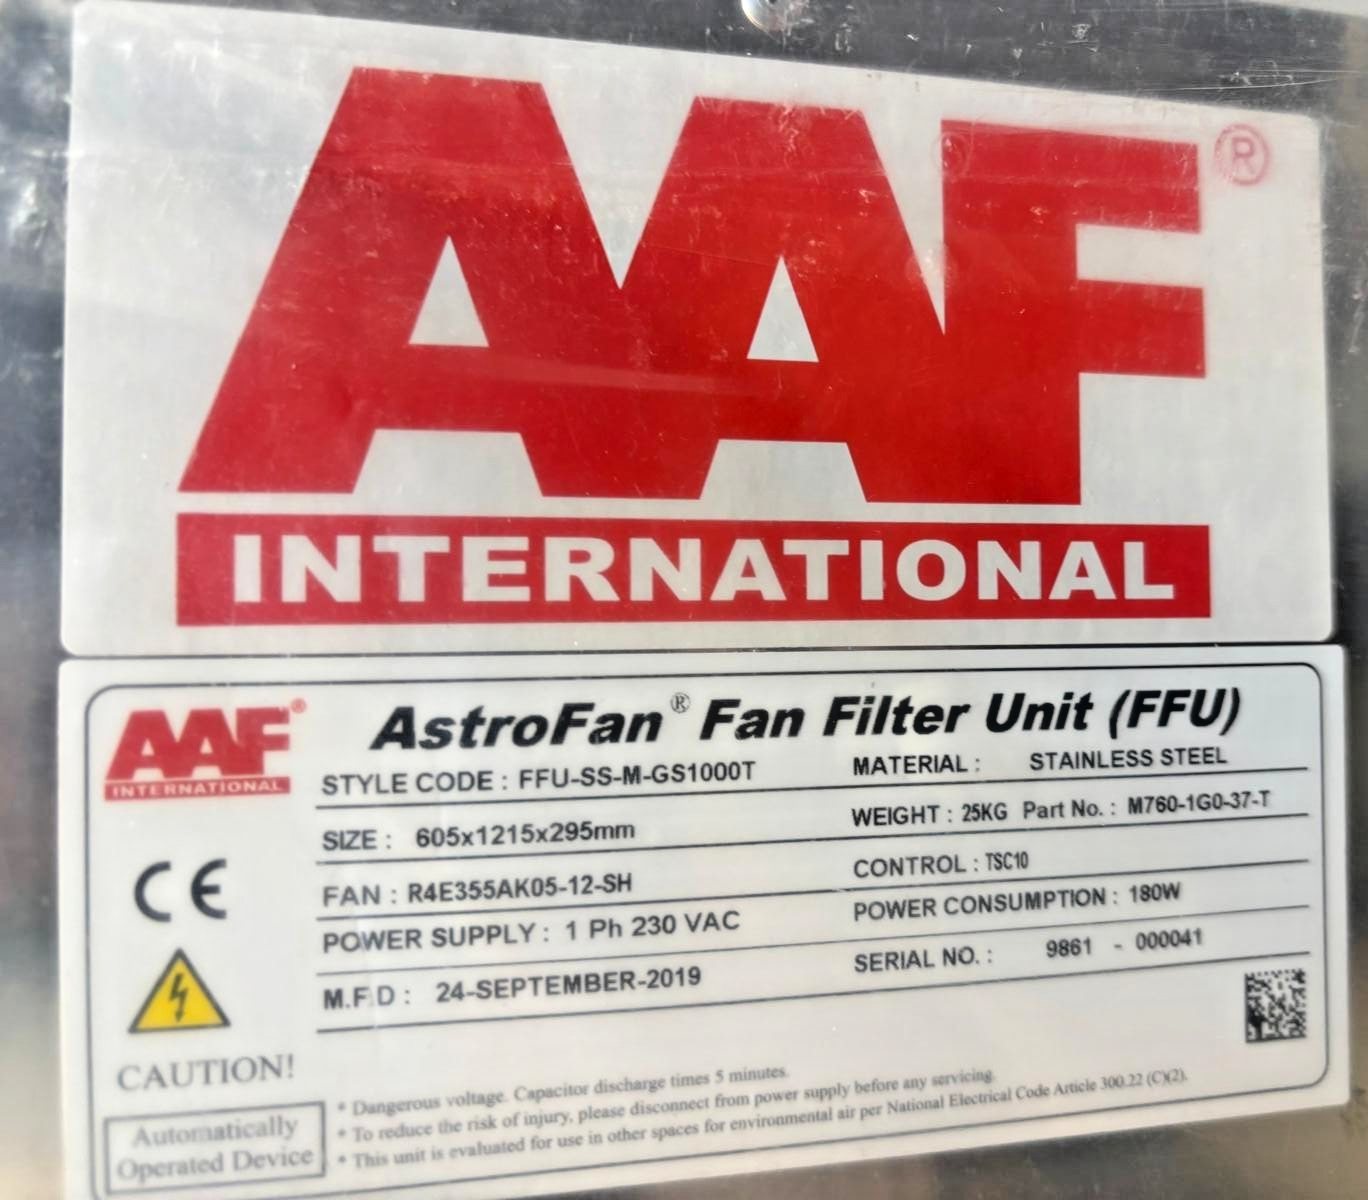 AAF®
INTERNATIONAL
AAF®
INTERNATIONAL
AstroFan® Fan Filter Unit (FFU)
STYLE CODE : FFU-SS-M-GS1000T MATERIAL : STAINLESS STEEL
SIZE : 605x1215x295mm WEIGHT : 25KG Part No. : M760-1G0-37-T
FAN : R4E355AK05-12-SH CONTROL : TSC10
POWER SUPPLY : 1 Ph 230 VAC POWER CONSUMPTION : 180W
M.F.D : 24-SEPTEMBER-2019 SERIAL NO. : 9861 - 000041
CE
CAUTION!
Automatically
Operated Device
* Dangerous voltage. Capacitor discharge times 5 minutes.
* To reduce the risk of injury, please disconnect from power supply before any servicing.
* This unit is evaluated for use in other spaces for environmental air per National Electrical Code Article 300.22 (C)(2).